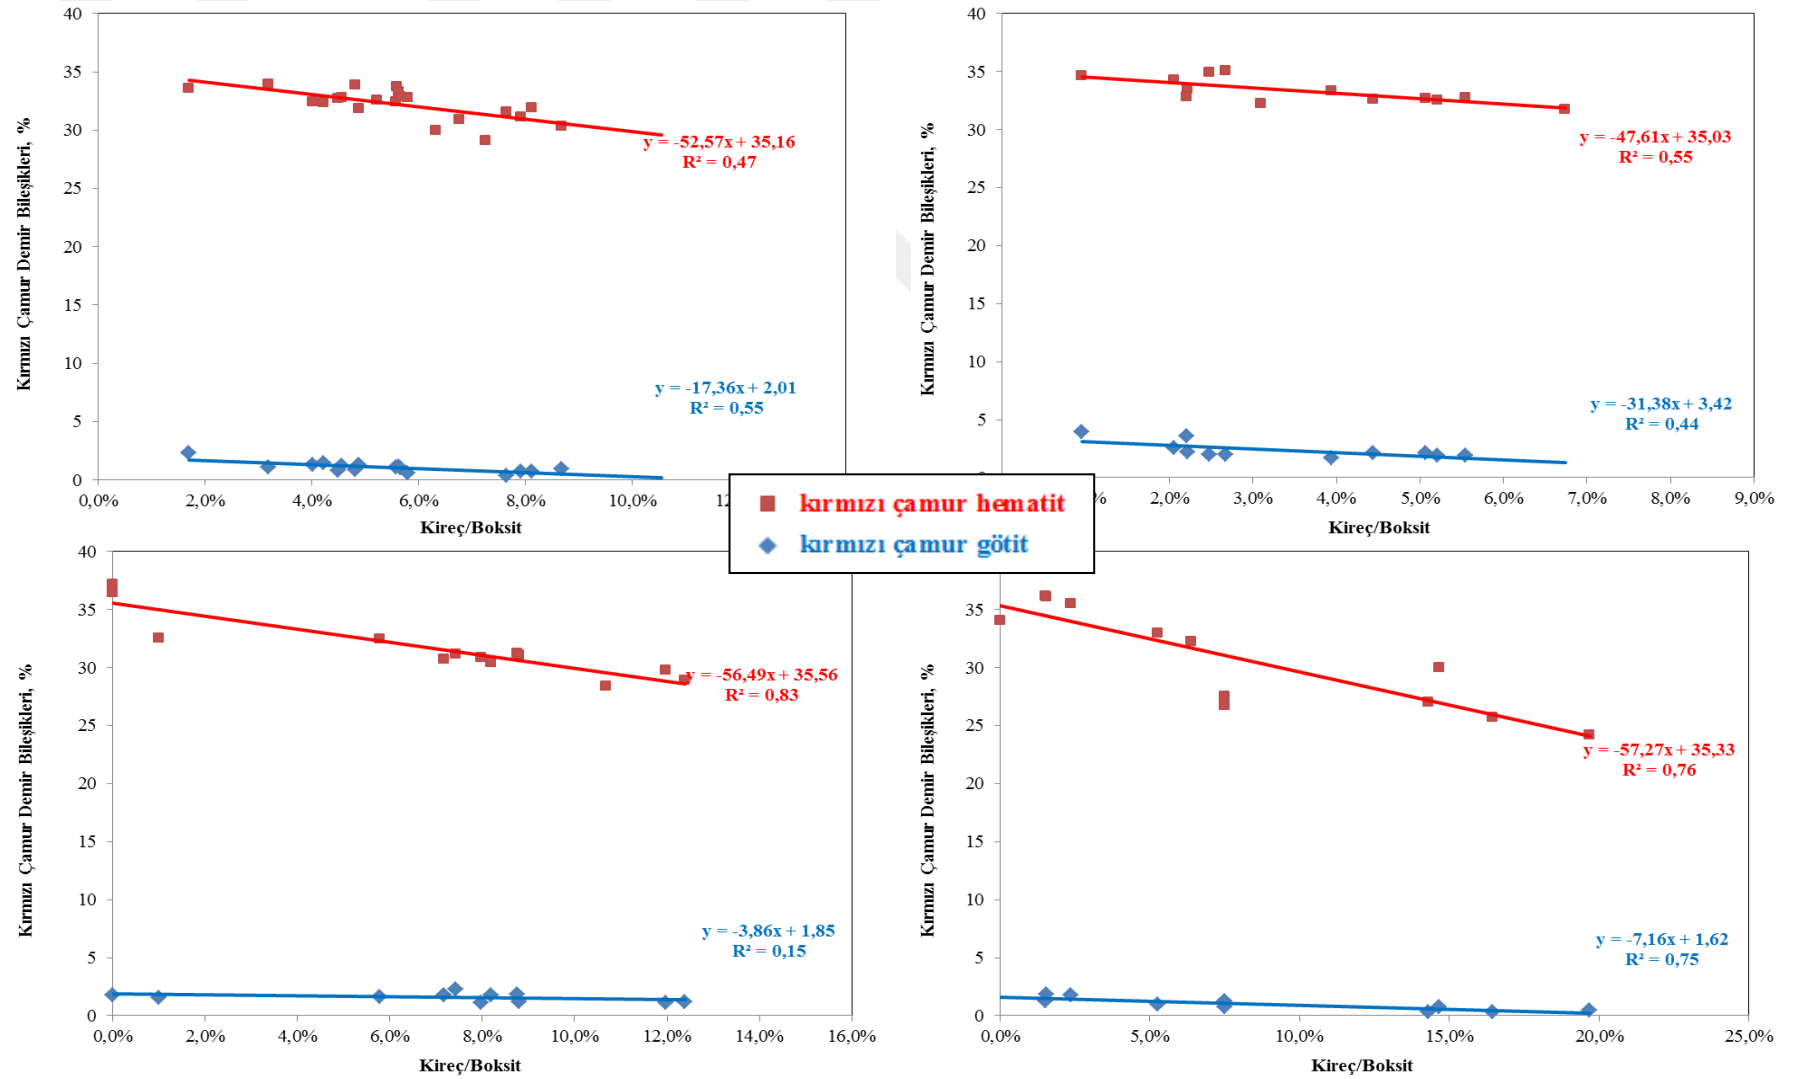 40
35
30
25
20
15
10
5
0
Kırmızı Çamur Demir Bileşikleri, %
y = -52,57x + 35,16
R² = 0,47
y = -17,36x + 2,01
R² = 0,55
0,0% 2,0% 4,0% 6,0% 8,0% 10,0%
Kireç/Boksit
40
35
30
25
20
15
10
5
Kırmızı Çamur Demir Bileşikleri, %
y = -47,61x + 35,03
R² = 0,55
y = -31,38x + 3,42
R² = 0,44
2,0% 3,0% 4,0% 5,0% 6,0% 7,0% 8,0% 9,0%
Kireç/Boksit
kırmızı çamur hematit
kırmızı çamur götit
40
35
30
25
20
15
10
5
0
Kırmızı Çamur Demir Bileşikleri, %
y = -56,49x + 35,56
R² = 0,83
y = -3,86x + 1,85
R² = 0,15
0,0% 2,0% 4,0% 6,0% 8,0% 10,0% 12,0% 14,0% 16,0%
Kireç/Boksit
35
30
25
20
15
10
5
0
Kırmızı Çamur Demir Bileşikleri, %
y = -57,27x + 35,33
R² = 0,76
y = -7,16x + 1,62
R² = 0,75
0,0% 5,0% 10,0% 15,0% 20,0% 25,0%
Kireç/Boksit